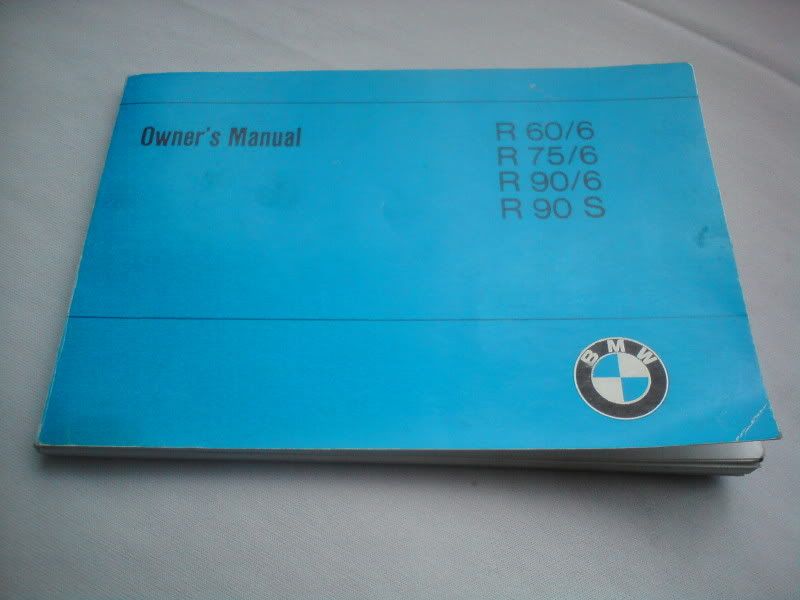 Owner's Manual
R 60/6
R 75/6
R 90/6
R 90 S
BMW